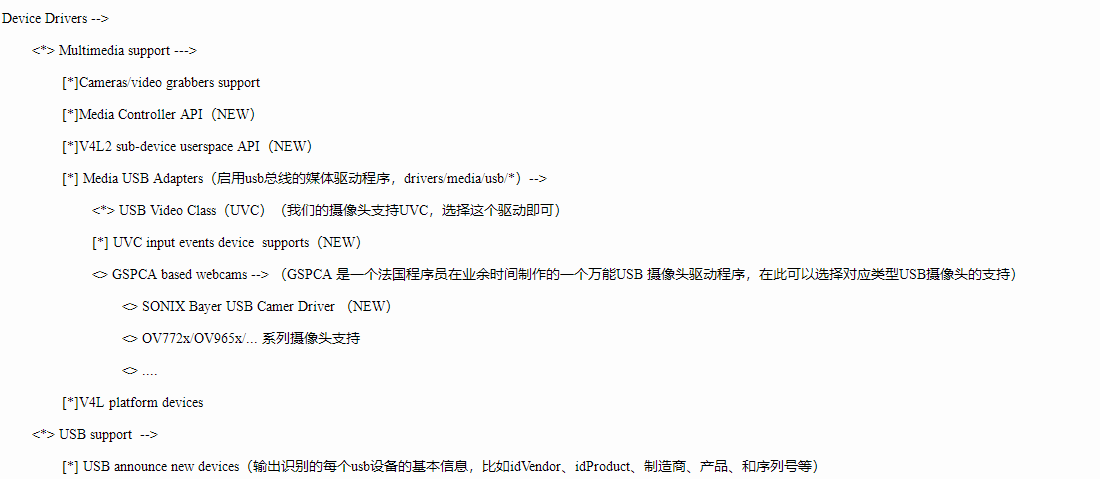 Device Drivers -->
<*> Multimedia support --->
[*]Cameras/video grabbers support
[*]Media Controller API（NEW）
[*]V4L2 sub-device userspace API（NEW）
[*] Media USB Adapters（启用usb总线的媒体驱动程序，drivers/media/usb/*）-->
<*> USB Video Class（UVC）（我们的摄像头支持UVC，选择这个驱动即可）
[*] UVC input events device  supports（NEW）
<> GSPCA based webcams --> （GSPCA 是一个法国程序员在业余时间制作的一个万能USB 摄像头驱动程序，在此可以选择对应类型USB摄像头的支持）
<> SONIX Bayer USB Camer Driver （NEW）
<> OV772x/OV965x/... 系列摄像头支持
<> ....
[*]V4L platform devices
<*> USB support  -->
[*] USB announce new devices（输出识别的每个usb设备的基本信息，比如idVendor、idProduct、制造商、产品、和序列号等）